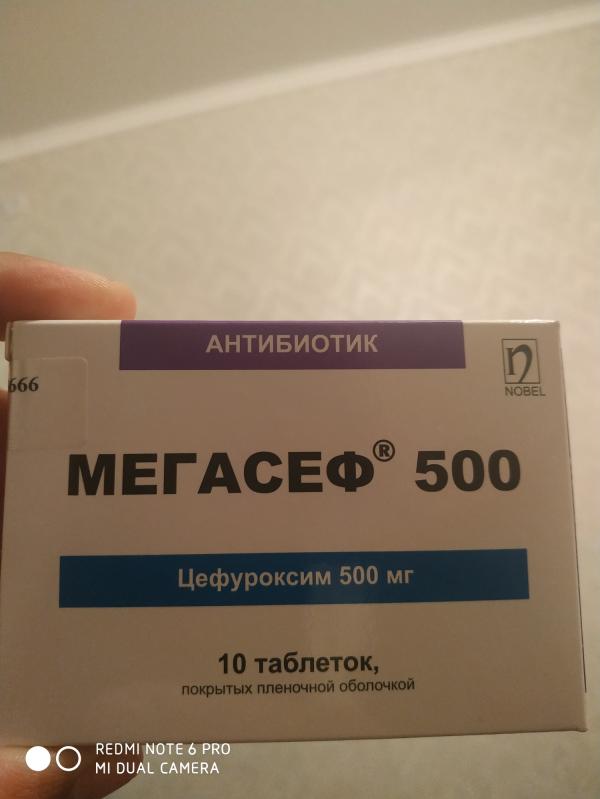 АНТИБИОТИК
666
NOBEL
МЕГАСЕФ® 500
Цефуроксим 500 мг
10 таблеток,
покрытых пленочной оболочкой
REDMI NOTE 6 PRO
MI DUAL CAMERA